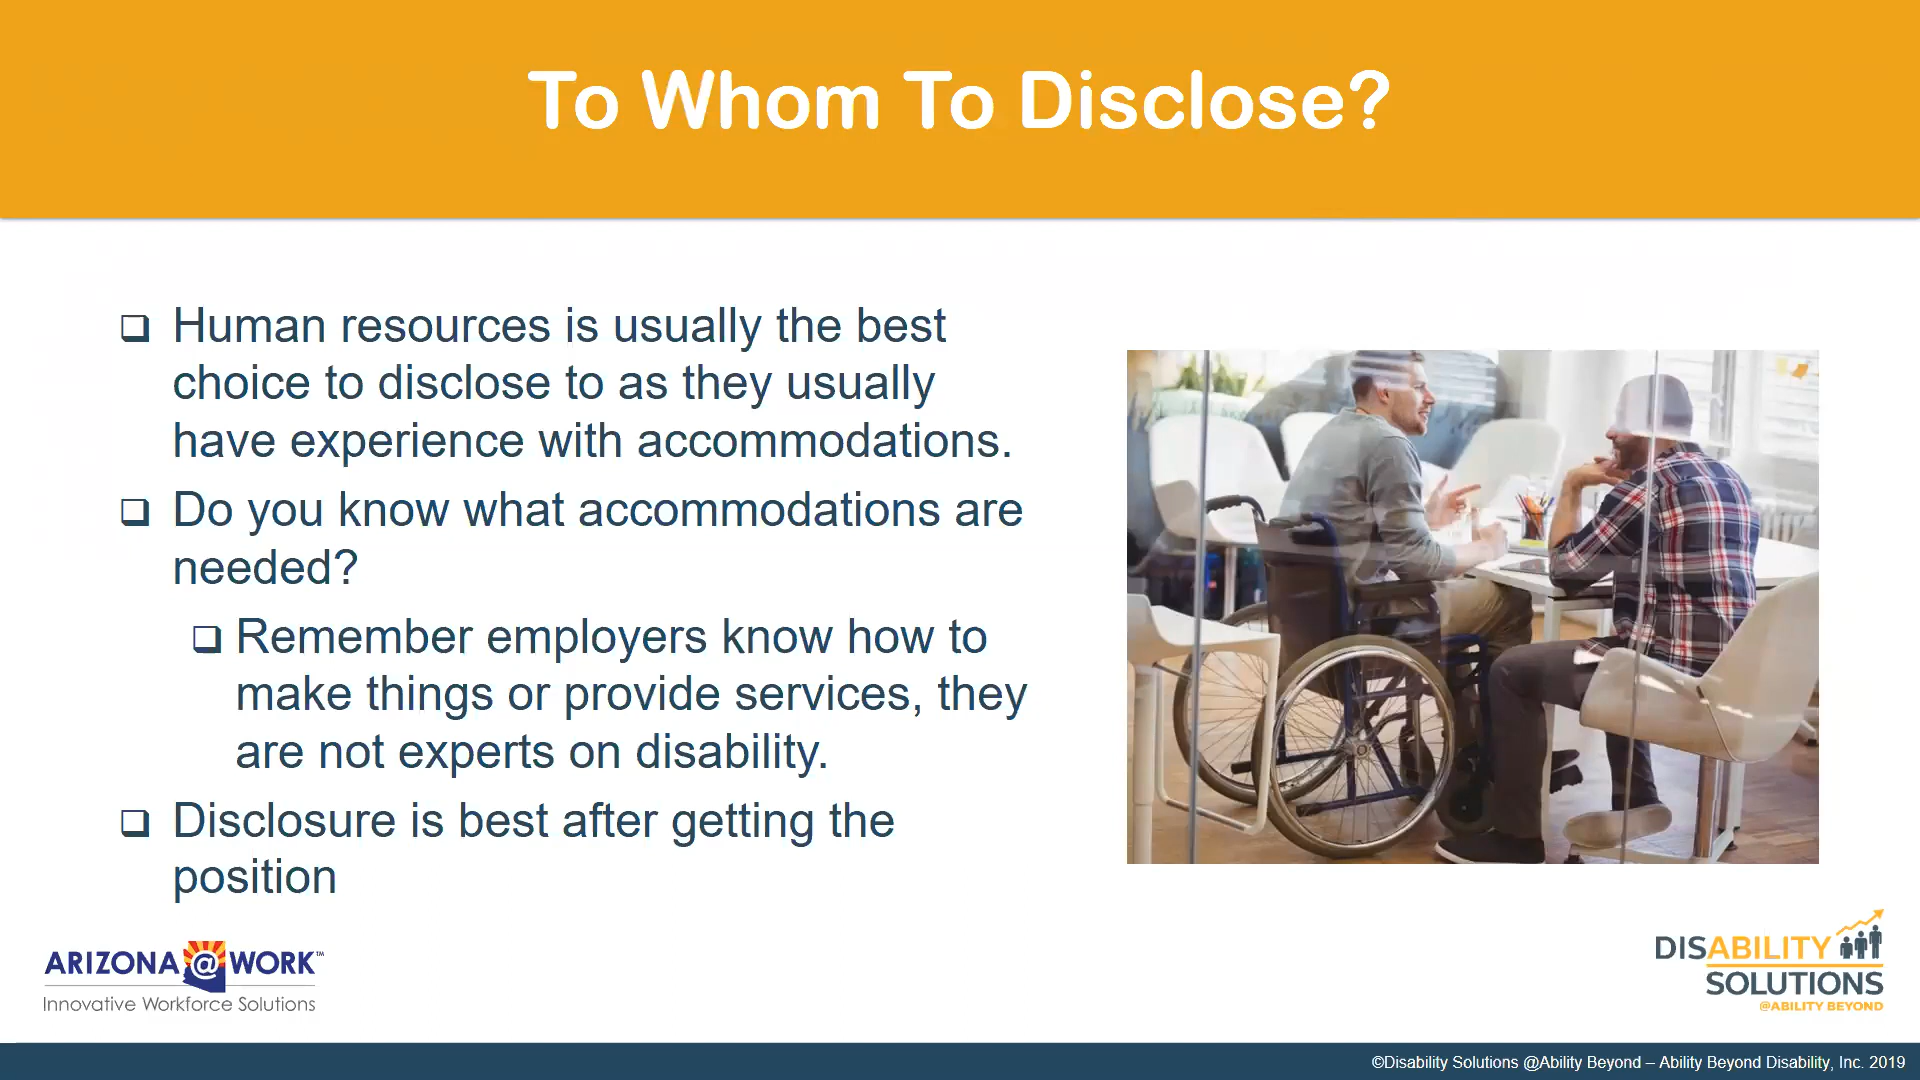 To Whom To Disclose?
Human resources is usually the best
choice to disclose to as they usually
have experience with accommodations.
Do you know what accommodations are
needed?
Remember employers know how to
make things or provide services, they
are not experts on disability.
Disclosure is best after getting the
position
ARIZONA@WORK™
Innovative Workforce Solutions
DISABILITY
SOLUTIONS
@ABILITY BEYOND
©Disability Solutions @Ability Beyond – Ability Beyond Disability, Inc. 2019